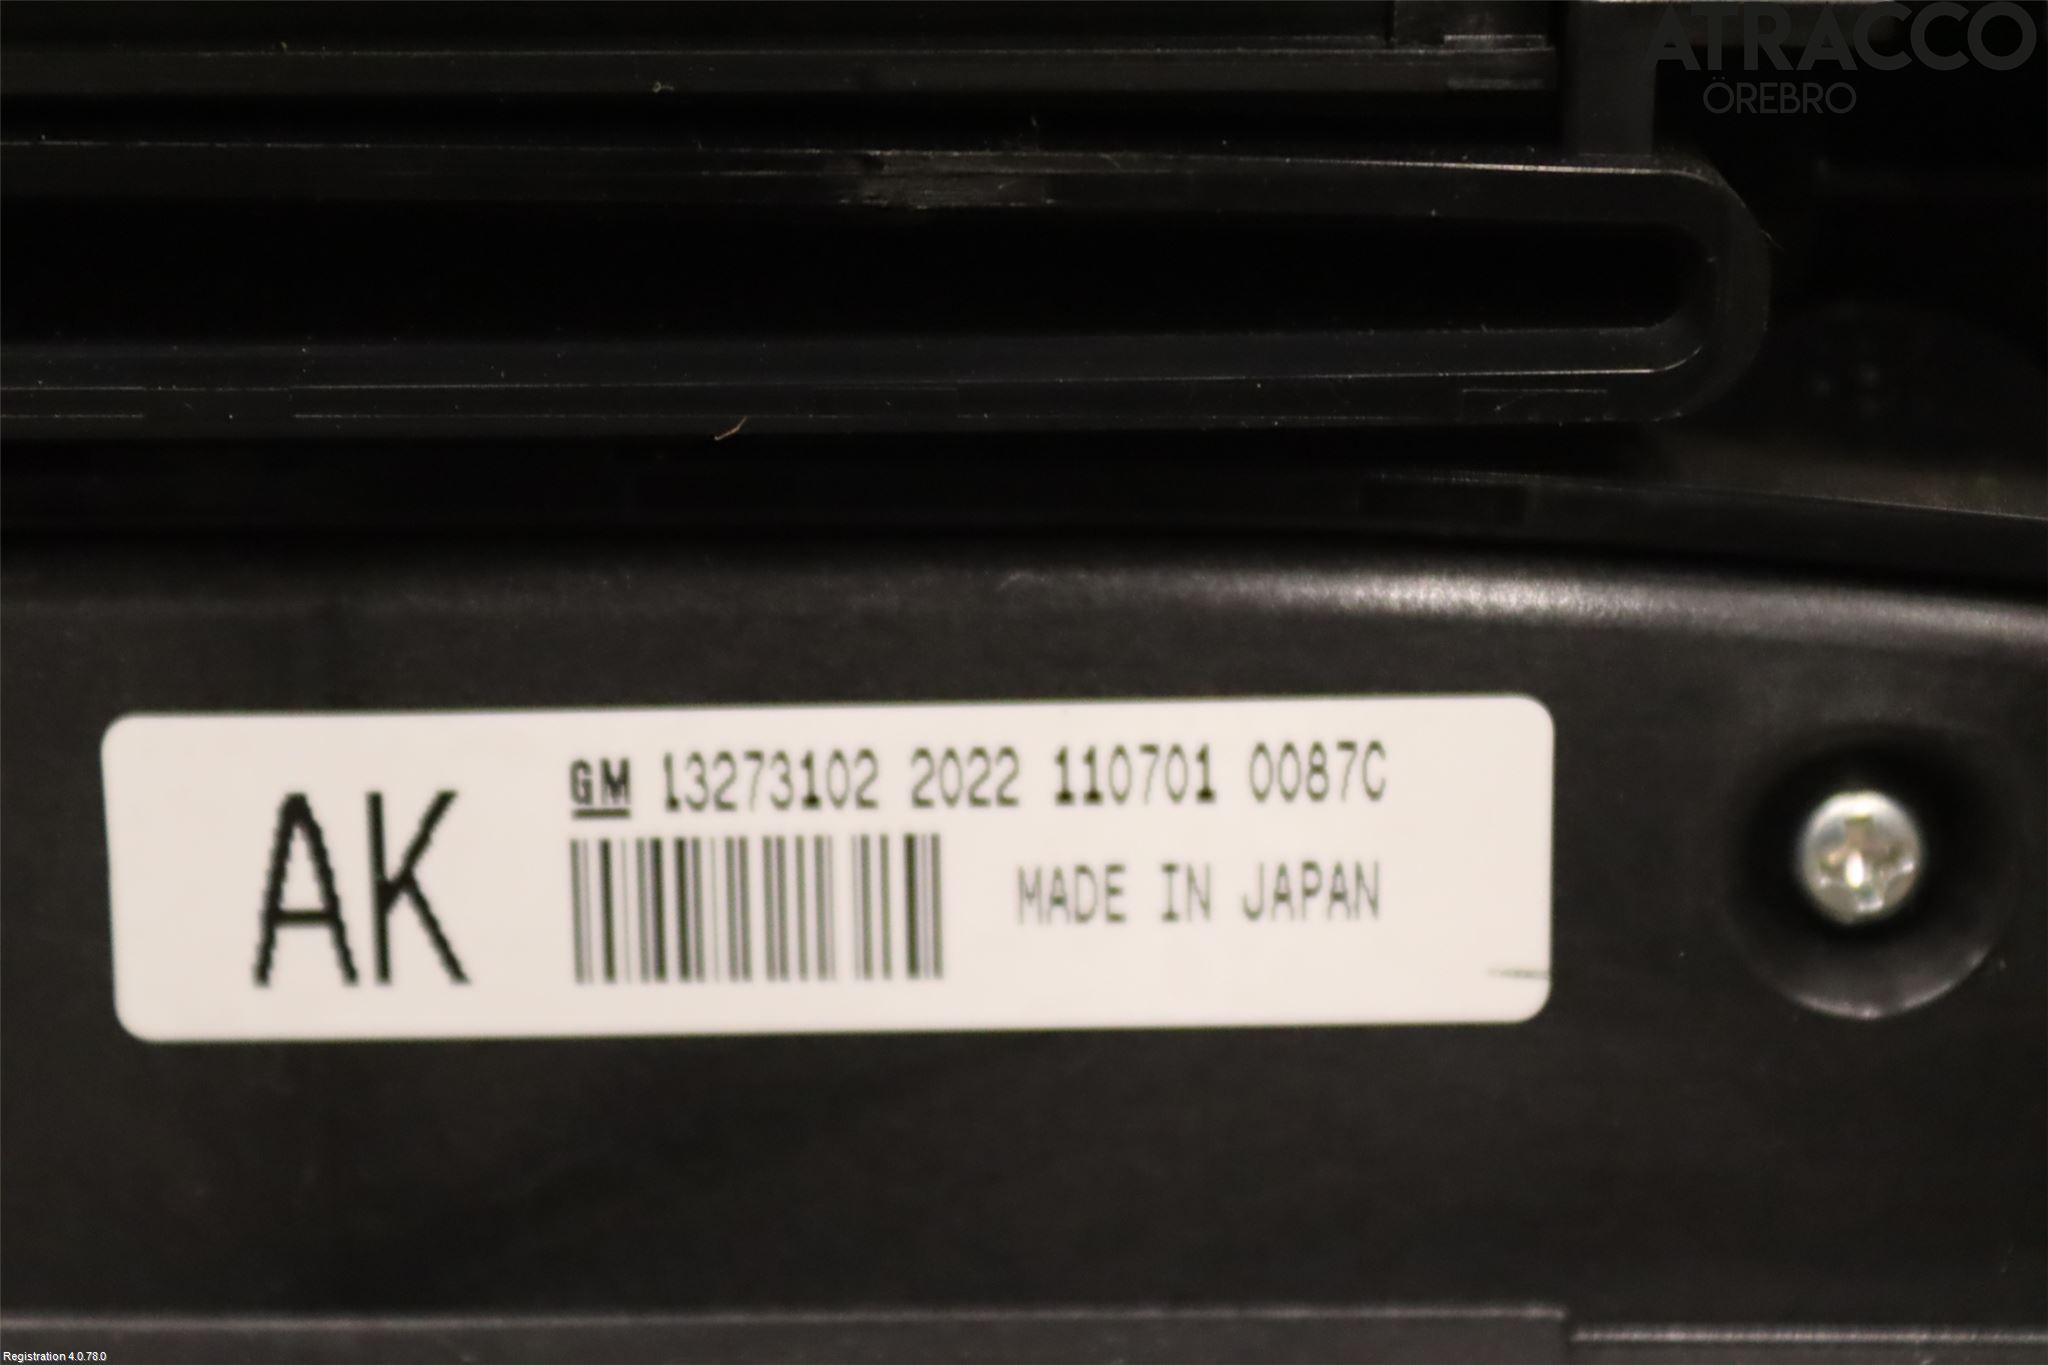 ATRACCO
ÖREBRO
AK
GM 13273102 2022 110701 0087C
MADE IN JAPAN
Registration 4.0.78.0